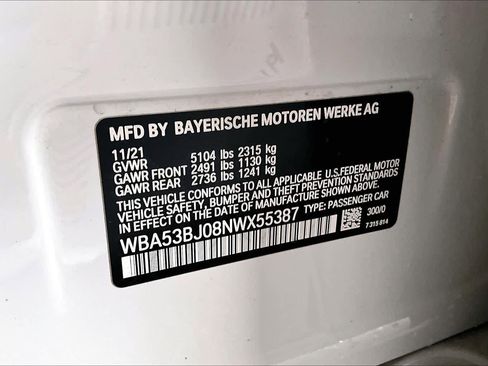 MFD BY BAYERISCHE MOTOREN WERKE AG
11/21
GVWR 5104 lbs 2315 kg
GAWR FRONT 2491 lbs 1130 kg
GAWR REAR 2736 lbs 1241 kg
THIS VEHICLE CONFORMS TO ALL APPLICABLE U.S.FEDERAL MOTOR
VEHICLE SAFETY, BUMPER AND THEFT PREVENTION STANDARDS
IN EFFECT ON THE DATE OF MANUFACTURE SHOWN ABOVE.
WBA53BJ08NWX55387 TYPE: PASSENGER CAR
300/0
7 315 814